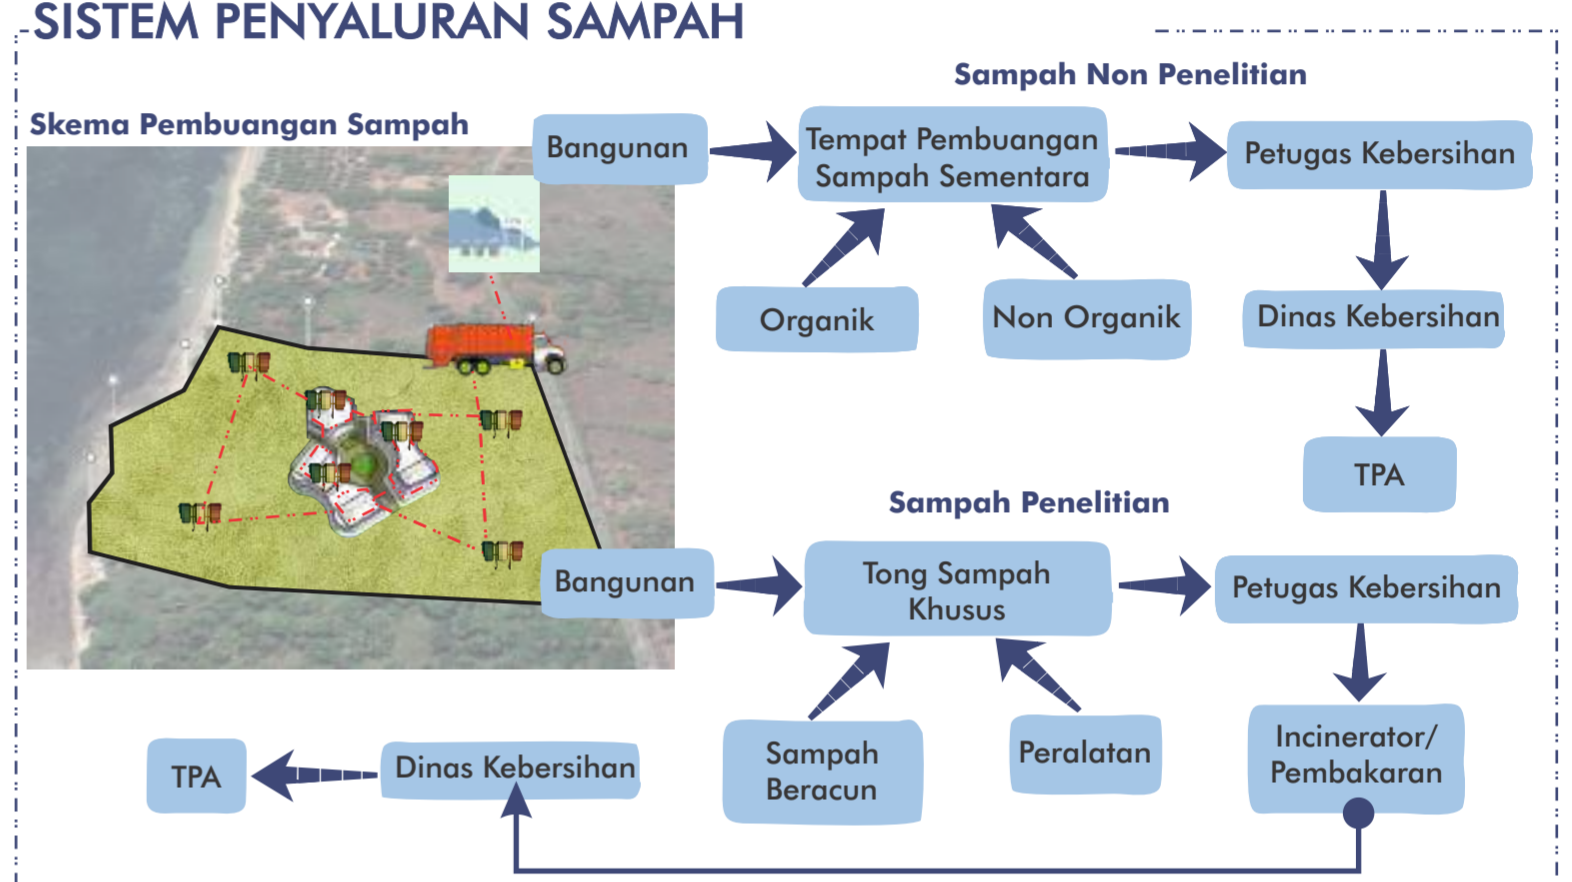 SISTEM PENYALURAN SAMPAH
Skema Pembuangan Sampah
Sampah Non Penelitian
Bangunan
Tempat Pembuangan
Sampah Sementara
Petugas Kebersihan
Organik
Non Organik
Dinas Kebersihan
TPA
Sampah Penelitian
Bangunan
Tong Sampah
Khusus
Petugas Kebersihan
Sampah
Beracun
Peralatan
Incinerator/
Pembakaran
Dinas Kebersihan
TPA